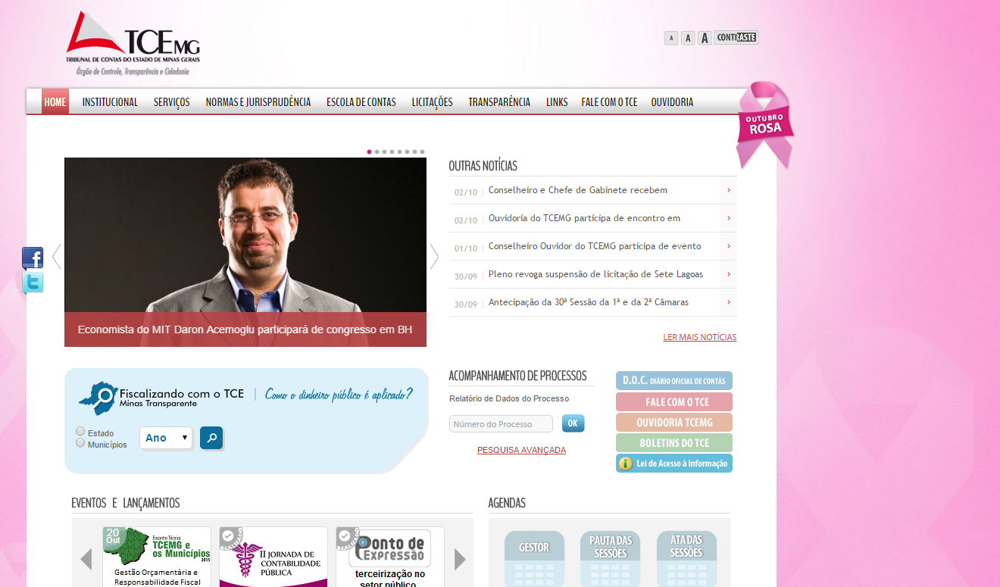 TCEMG
TRIBUNAL DE CONTAS DO ESTADO DE MINAS GERAIS
Órgão de Controle, Transparência e Cidadania
A A A CONTRASTE
HOME INSTITUCIONAL SERVIÇOS NORMAS E JURISPRUDÊNCIA ESCOLA DE CONTAS LICITAÇÕES TRANSPARÊNCIA LINKS FALE COM O TCE OUVIDORIA
OUTUBRO
ROSA
Economista do MIT Daron Acemoglu participará de congresso em BH
OUTRAS NOTÍCIAS
02/10 Conselheiro e Chefe de Gabinete recebem
02/10 Ouvidoria do TCEMG participa de encontro em
01/10 Conselheiro Ouvidor do TCEMG participa de evento
30/09 Pleno revoga suspensão de licitação de Sete Lagoas
30/09 Antecipação da 30ª Sessão da 1ª e da 2ª Câmaras
LER MAIS NOTÍCIAS
f
t
Fiscalizando com o TCE
Minas Transparente
Como o dinheiro público é aplicado?
Estado
Municípios
Ano
ACOMPANHAMENTO DE PROCESSOS
Relatório de Dados do Processo
Número do Processo OK
PESQUISA AVANÇADA
D.O.C. DIÁRIO OFICIAL DE CONTAS
FALE COM O TCE
OUVIDORIA TCEMG
BOLETINS DO TCE
i Lei de Acesso à Informação
EVENTOS E LANÇAMENTOS
20
Out
Encontro Técnico
TCEMG e
os Municípios
2015
Gestão Orçamentária e
Responsabilidade Fiscal
REALIZADO
II JORNADA DE
CONTABILIDADE
PÚBLICA
REALIZADO
Ponto de
Expressão
terceirização no
setor público
AGENDAS
GESTOR
PAUTA DAS
SESSÕES
ATA DAS
SESSÕES